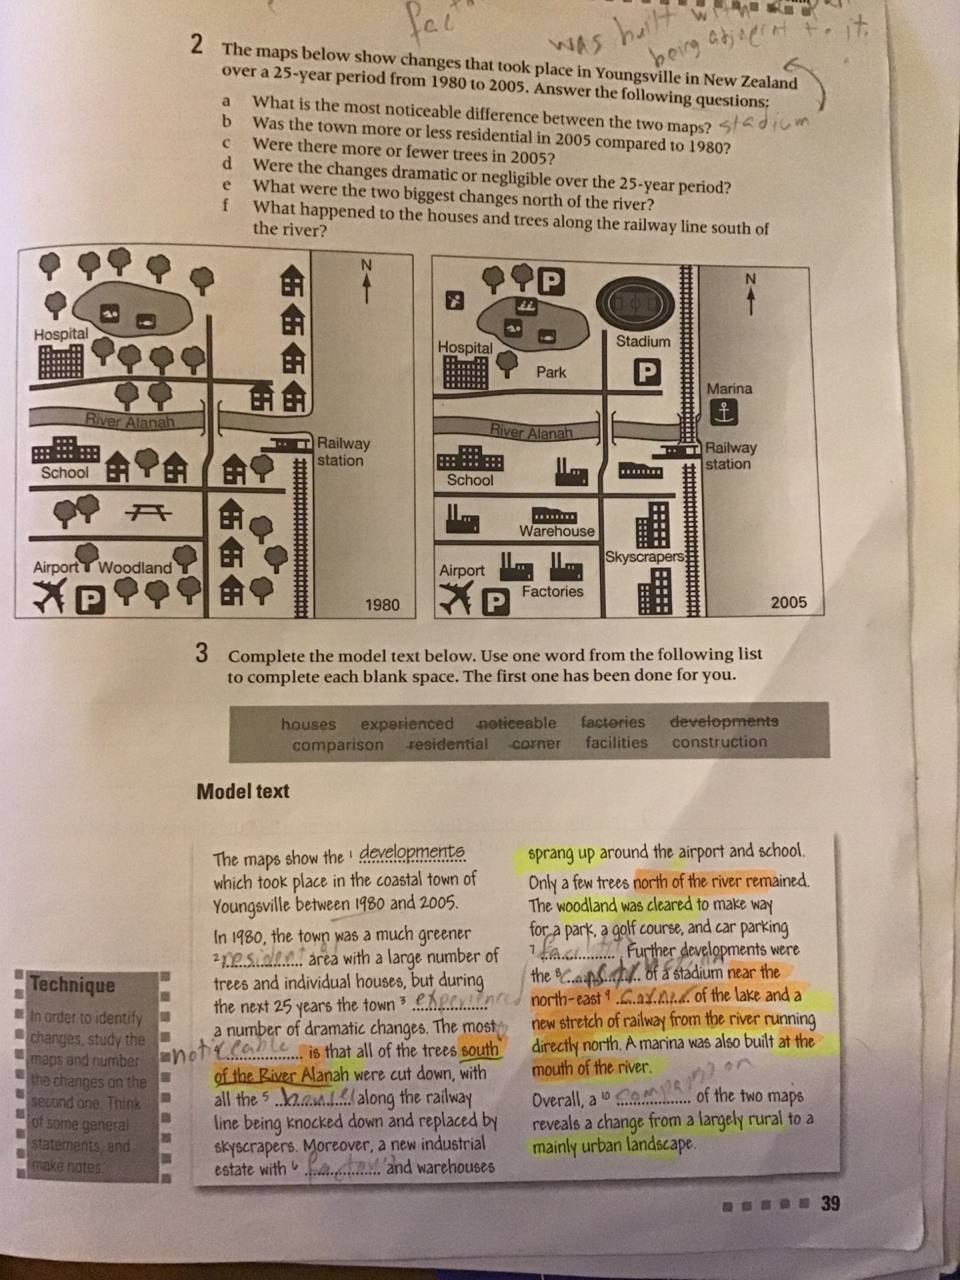 fac
was built with
being adjacent to it.
2 The maps below show changes that took place in Youngsville in New Zealand
over a 25-year period from 1980 to 2005. Answer the following questions:
a What is the most noticeable difference between the two maps? stadium
b Was the town more or less residential in 2005 compared to 1980?
c Were there more or fewer trees in 2005?
d Were the changes dramatic or negligible over the 25-year period?
e What were the two biggest changes north of the river?
f What happened to the houses and trees along the railway line south of
the river?
N
Hospital
River Alanah
Railway
station
School
Airport Woodland
P
1980
P
N
Stadium
Hospital
Park
P
Marina
River Alanah
Railway
station
School
Warehouse
Skyscrapers
Airport
Factories
P
2005
3 Complete the model text below. Use one word from the following list
to complete each blank space. The first one has been done for you.
houses experienced noticeable factories developments
comparison residential corner facilities construction
Model text
The maps show the 1 developments
which took place in the coastal town of
Youngsville between 1980 and 2005.
In 1980, the town was a much greener
2 resident area with a large number of
trees and individual houses, but during
the next 25 years the town 3 experienced
a number of dramatic changes. The most
noticeable 4 is that all of the trees south
of the River Alanah were cut down, with
all the 5 houses along the railway
line being knocked down and replaced by
skyscrapers. Moreover, a new industrial
estate with 6 factory and warehouses
sprang up around the airport and school.
Only a few trees north of the river remained.
The woodland was cleared to make way
for a park, a golf course, and car parking
7 facilit. Further developments were
the 8 construction of a stadium near the
north-east 9 corner of the lake and a
new stretch of railway from the river running
directly north. A marina was also built at the
mouth of the river.
Overall, a 10 comparison of the two maps
reveals a change from a largely rural to a
mainly urban landscape.
Technique
In order to identify
changes, study the
maps and number
the changes on the
second one. Think
of some general
statements, and
make notes.
39